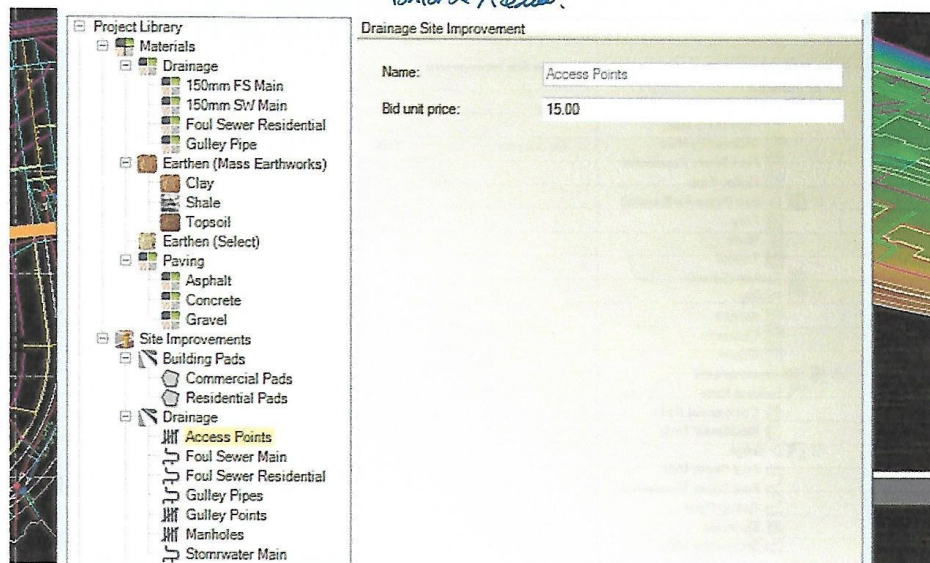 Project Library
Materials
Drainage
150mm FS Main
150mm SW Main
Foul Sewer Residential
Gulley Pipe
Earthen (Mass Earthworks)
Clay
Shale
Topsoil
Earthen (Select)
Paving
Asphalt
Concrete
Gravel
Site Improvements
Building Pads
Commercial Pads
Residential Pads
Drainage
Access Points
Foul Sewer Main
Foul Sewer Residential
Gulley Pipes
Gulley Points
Manholes
Stomrwater Main
Drainage Site Improvement
Name: Access Points
Bid unit price: 15.00